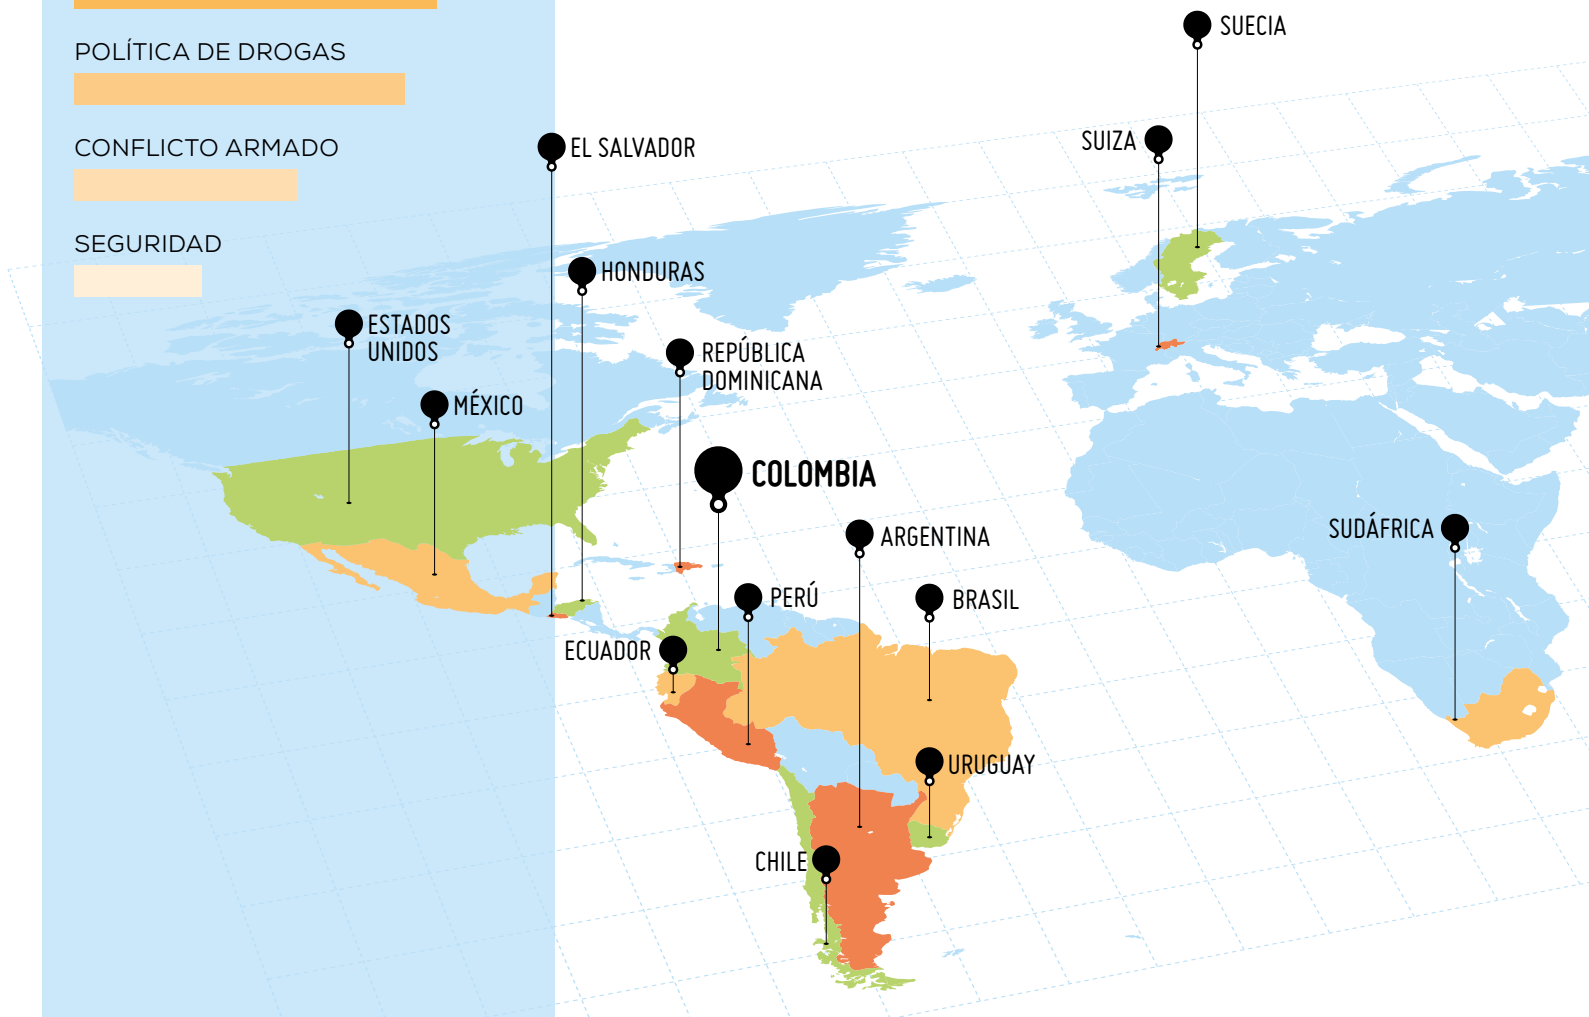 POLÍTICA DE DROGAS
CONFLICTO ARMADO
SEGURIDAD
SUECIA
SUIZA
EL SALVADOR
HONDURAS
ESTADOS
UNIDOS
REPÚBLICA
DOMINICANA
MÉXICO
COLOMBIA
ARGENTINA
SUDÁFRICA
PERÚ
BRASIL
ECUADOR
URUGUAY
CHILE